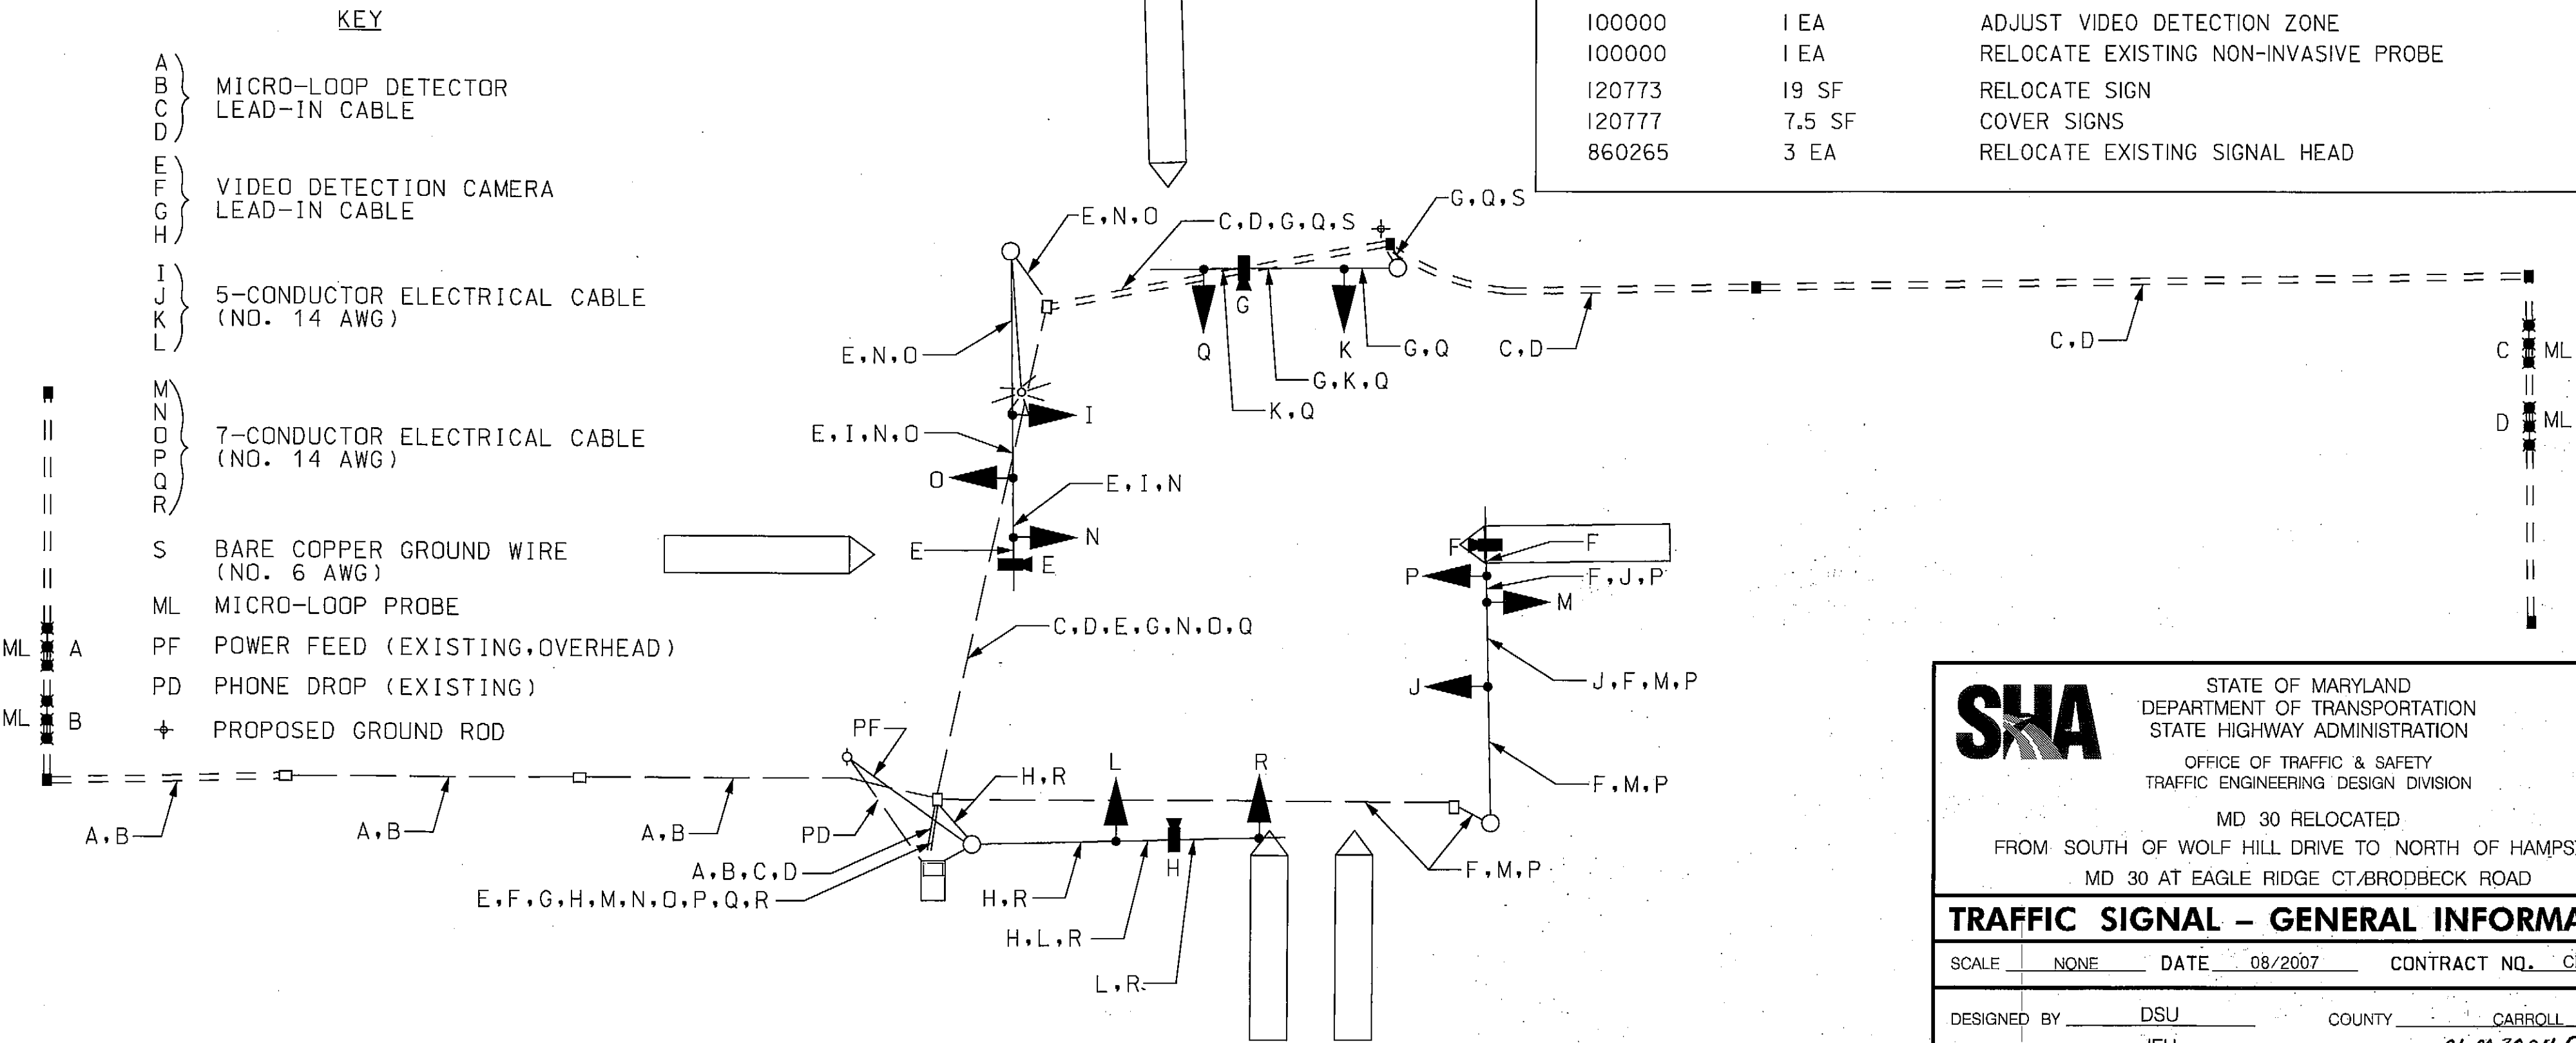 KEY
A
B
C
D
MICRO-LOOP DETECTOR
LEAD-IN CABLE
E
F
G
H
VIDEO DETECTION CAMERA
LEAD-IN CABLE
I
J
K
L
5-CONDUCTOR ELECTRICAL CABLE
(NO. 14 AWG)
M
N
O
P
Q
R
7-CONDUCTOR ELECTRICAL CABLE
(NO. 14 AWG)
S BARE COPPER GROUND WIRE
(NO. 6 AWG)
ML MICRO-LOOP PROBE
PF POWER FEED (EXISTING,OVERHEAD)
PD PHONE DROP (EXISTING)
PROPOSED GROUND ROD
ML A
ML B
A,B
A,B
A,B
100000 1 EA ADJUST VIDEO DETECTION ZONE
100000 1 EA RELOCATE EXISTING NON-INVASIVE PROBE
120773 19 SF RELOCATE SIGN
120777 7.5 SF COVER SIGNS
860265 3 EA RELOCATE EXISTING SIGNAL HEAD
E,N,O
C,D,G,Q,S
G,Q,S
E,N,O
Q
G
K
G,Q
G,K,Q
K,Q
C,D
C,D
C ML
D ML
I
E,I,N,O
O
E,I,N
N
E
E
F
F
P
F,J,P
M
C,D,E,G,N,O,Q
J
J,F,M,P
F,M,P
PF
H,R
L
R
PD
A,B,C,D
E,F,G,H,M,N,O,P,Q,R
H,R
H
F,M,P
H,L,R
L,R
SHA
STATE OF MARYLAND
DEPARTMENT OF TRANSPORTATION
STATE HIGHWAY ADMINISTRATION
OFFICE OF TRAFFIC & SAFETY
TRAFFIC ENGINEERING DESIGN DIVISION
MD 30 RELOCATED
FROM SOUTH OF WOLF HILL DRIVE TO NORTH OF HAMPS
MD 30 AT EAGLE RIDGE CT/BRODBECK ROAD
TRAFFIC SIGNAL – GENERAL INFORMA
SCALE NONE DATE 08/2007 CONTRACT NO. C
DESIGNED BY DSU COUNTY CARROLL